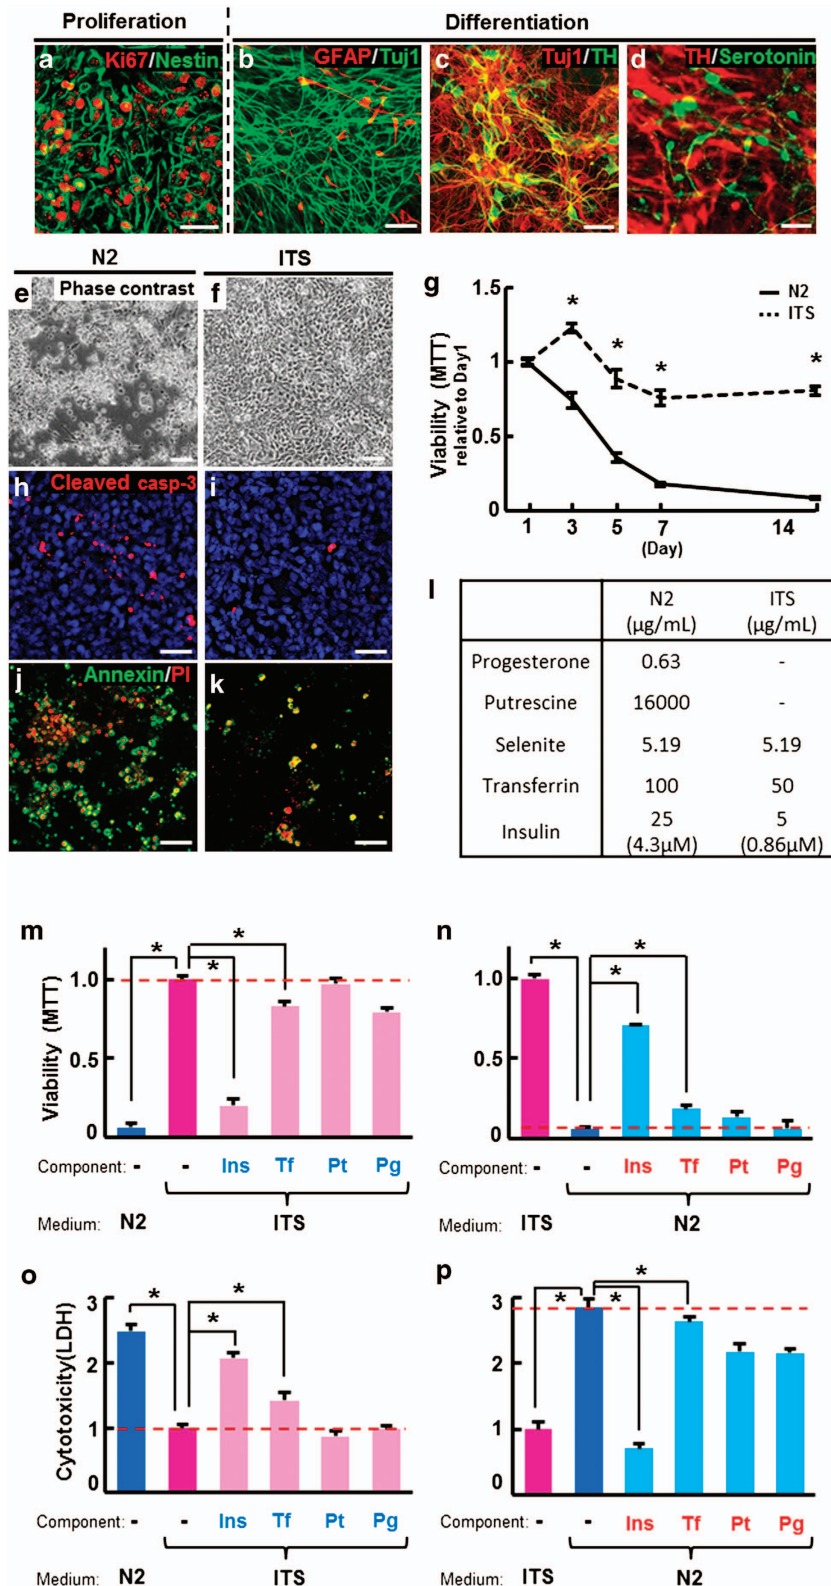 Proliferation Differentiation
a Ki67/Nestin b GFAP/Tuj1 c Tuj1/TH d TH/Serotonin
N2 ITS
e Phase contrast f
g
N2
ITS
Viability (MTT)
relative to Day1
1.5
1
0.5
0
*
*
*
*
1 3 5 7 14
(Day)
h Cleaved casp-3 i
j Annexin/PI k
l
N2 ITS
(µg/mL) (µg/mL)
Progesterone 0.63 -
Putrescine 16000 -
Selenite 5.19 5.19
Transferrin 100 50
Insulin 25 5
(4.3µM) (0.86µM)
m
Viability (MTT)
1.0
0.5
0
* * *
Component: - - Ins Tf Pt Pg
Medium: N2 ITS
n
1.0
0.5
0
* * *
Component: - - Ins Tf Pt Pg
Medium: ITS N2
o
Cytotoxicity(LDH)
3
2
1
0
* * *
Component: - - Ins Tf Pt Pg
Medium: N2 ITS
p
3
2
1
0
* * *
Component: - - Ins Tf Pt Pg
Medium: ITS N2